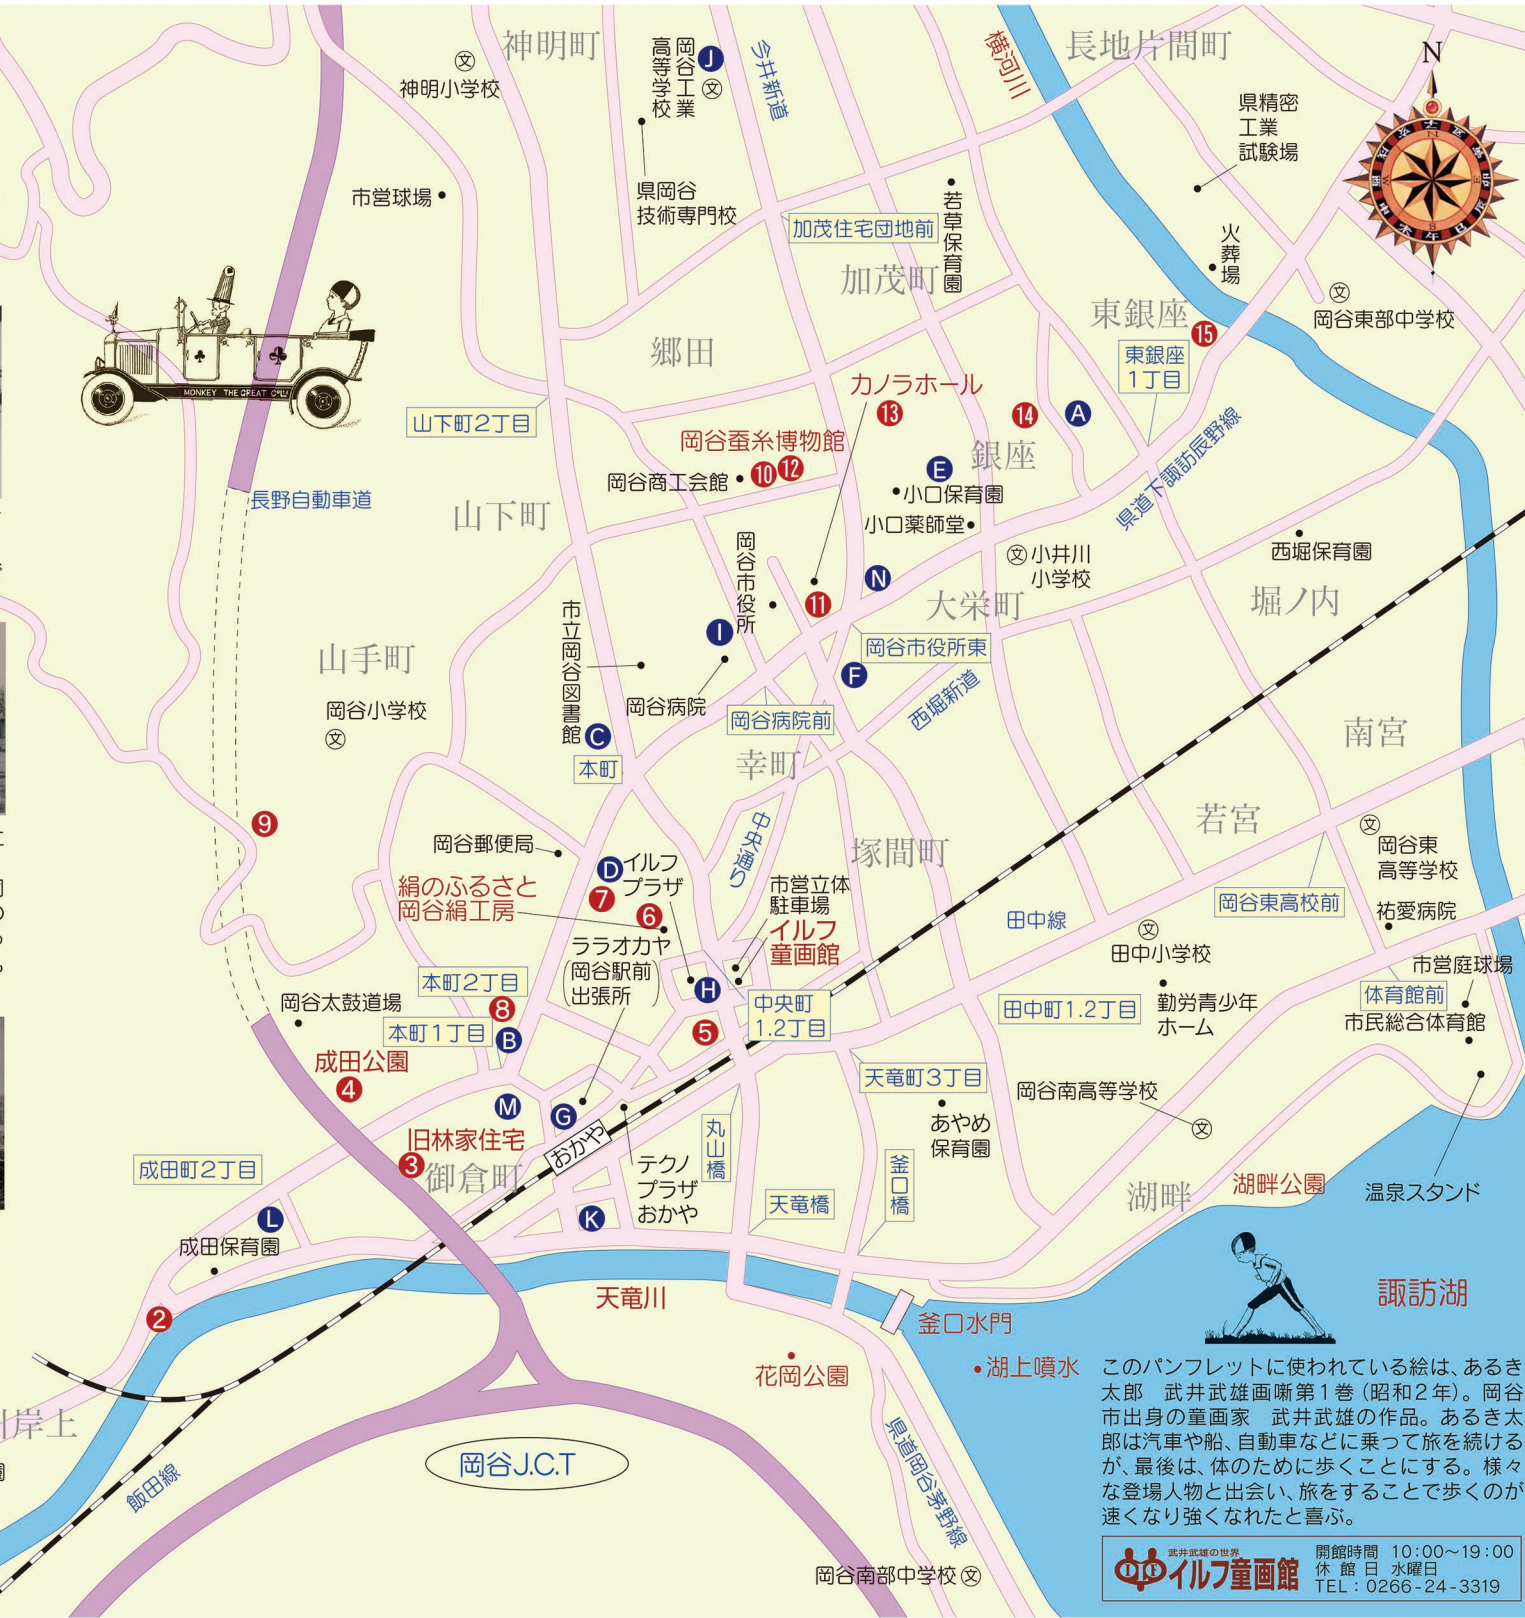 神明町
長地片間町
N
神明小学校
文
岡谷工業
高等学校
J
文
今井新道
横河川
県精密
工業
試験場
市営球場
県岡谷
技術専門校
若草保育園
加茂住宅団地前
火葬場
加茂町
文
岡谷東部中学校
東銀座
15
東銀座
1丁目
MONKEY THE GREAT
郷田
カノラホール
13
14
A
山下町2丁目
岡谷蚕糸博物館
10
12
岡谷商工会館
E
銀座
小口保育園
小口薬師堂
県道下諏訪辰野線
長野自動車道
山下町
岡谷市役所
文
小井川
小学校
西堀保育園
N
11
大栄町
堀ノ内
市立岡谷図書館
I
岡谷市役所東
山手町
F
岡谷病院
西堀新道
岡谷小学校
文
岡谷病院前
C
本町
幸町
南宮
9
中央通り
若宮
塚間町
文
岡谷東
高等学校
岡谷郵便局
D
イルフ
プラザ
7
6
絹のふるさと
岡谷絹工房
市営立体
駐車場
イルフ
童画館
岡谷東高校前
田中線
祐愛病院
文
田中小学校
ララオカヤ
(岡谷駅前
出張所)
市営庭球場
本町2丁目
8
H
中央町
1.2丁目
田中町1.2丁目
勤労青少年
ホーム
体育館前
市民総合体育館
岡谷太鼓道場
本町1丁目
B
5
成田公園
4
天竜町3丁目
岡谷南高等学校
文
M
G
あやめ
保育園
旧林家住宅
3
おかや
丸山橋
御倉町
成田町2丁目
テクノ
プラザ
おかや
釜口橋
湖畔
湖畔公園
温泉スタンド
天竜橋
L
K
成田保育園
2
天竜川
釜口水門
諏訪湖
花岡公園
湖上噴水
岸上
岡谷J.C.T
飯田線
県道岡谷茅野線
岡谷南部中学校
文
このパンフレットに使われている絵は、あるき
太郎 武井武雄画噺第1巻(昭和2年)。岡谷
市出身の童画家 武井武雄の作品。あるき太
郎は汽車や船、自動車などに乗って旅を続ける
が、最後は、体のために歩くことにする。様々
な登場人物と出会い、旅をすることで歩くのが
速くなり強くなれたと喜ぶ。
武井武雄の世界
イルフ童画館
開館時間 10:00〜19:00
休館日 水曜日
TEL:0266-24-3319